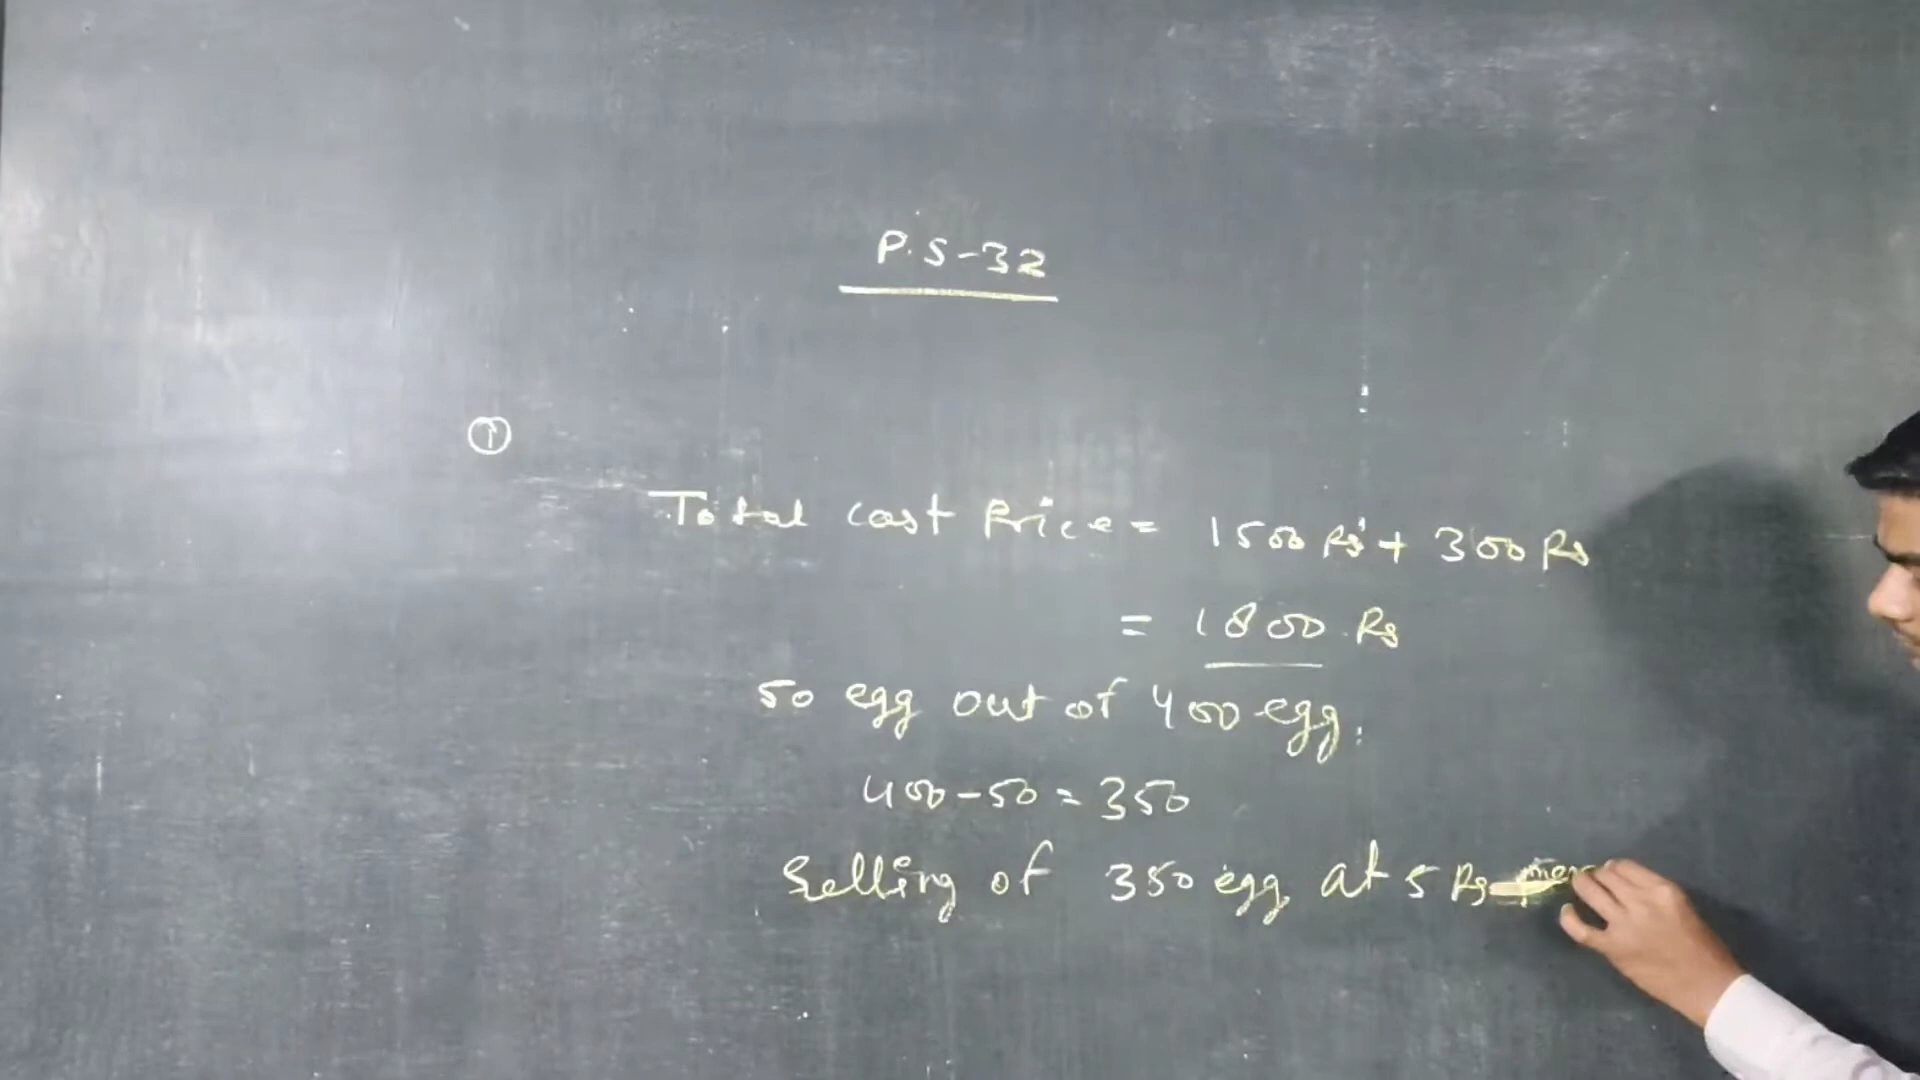 P.S-32
①
Total cost Price = 1500 Rs + 300 Rs
= 1800 Rs
50 egg out of 400 egg.
400-50=350
Selling of 350 egg at 5 Rs